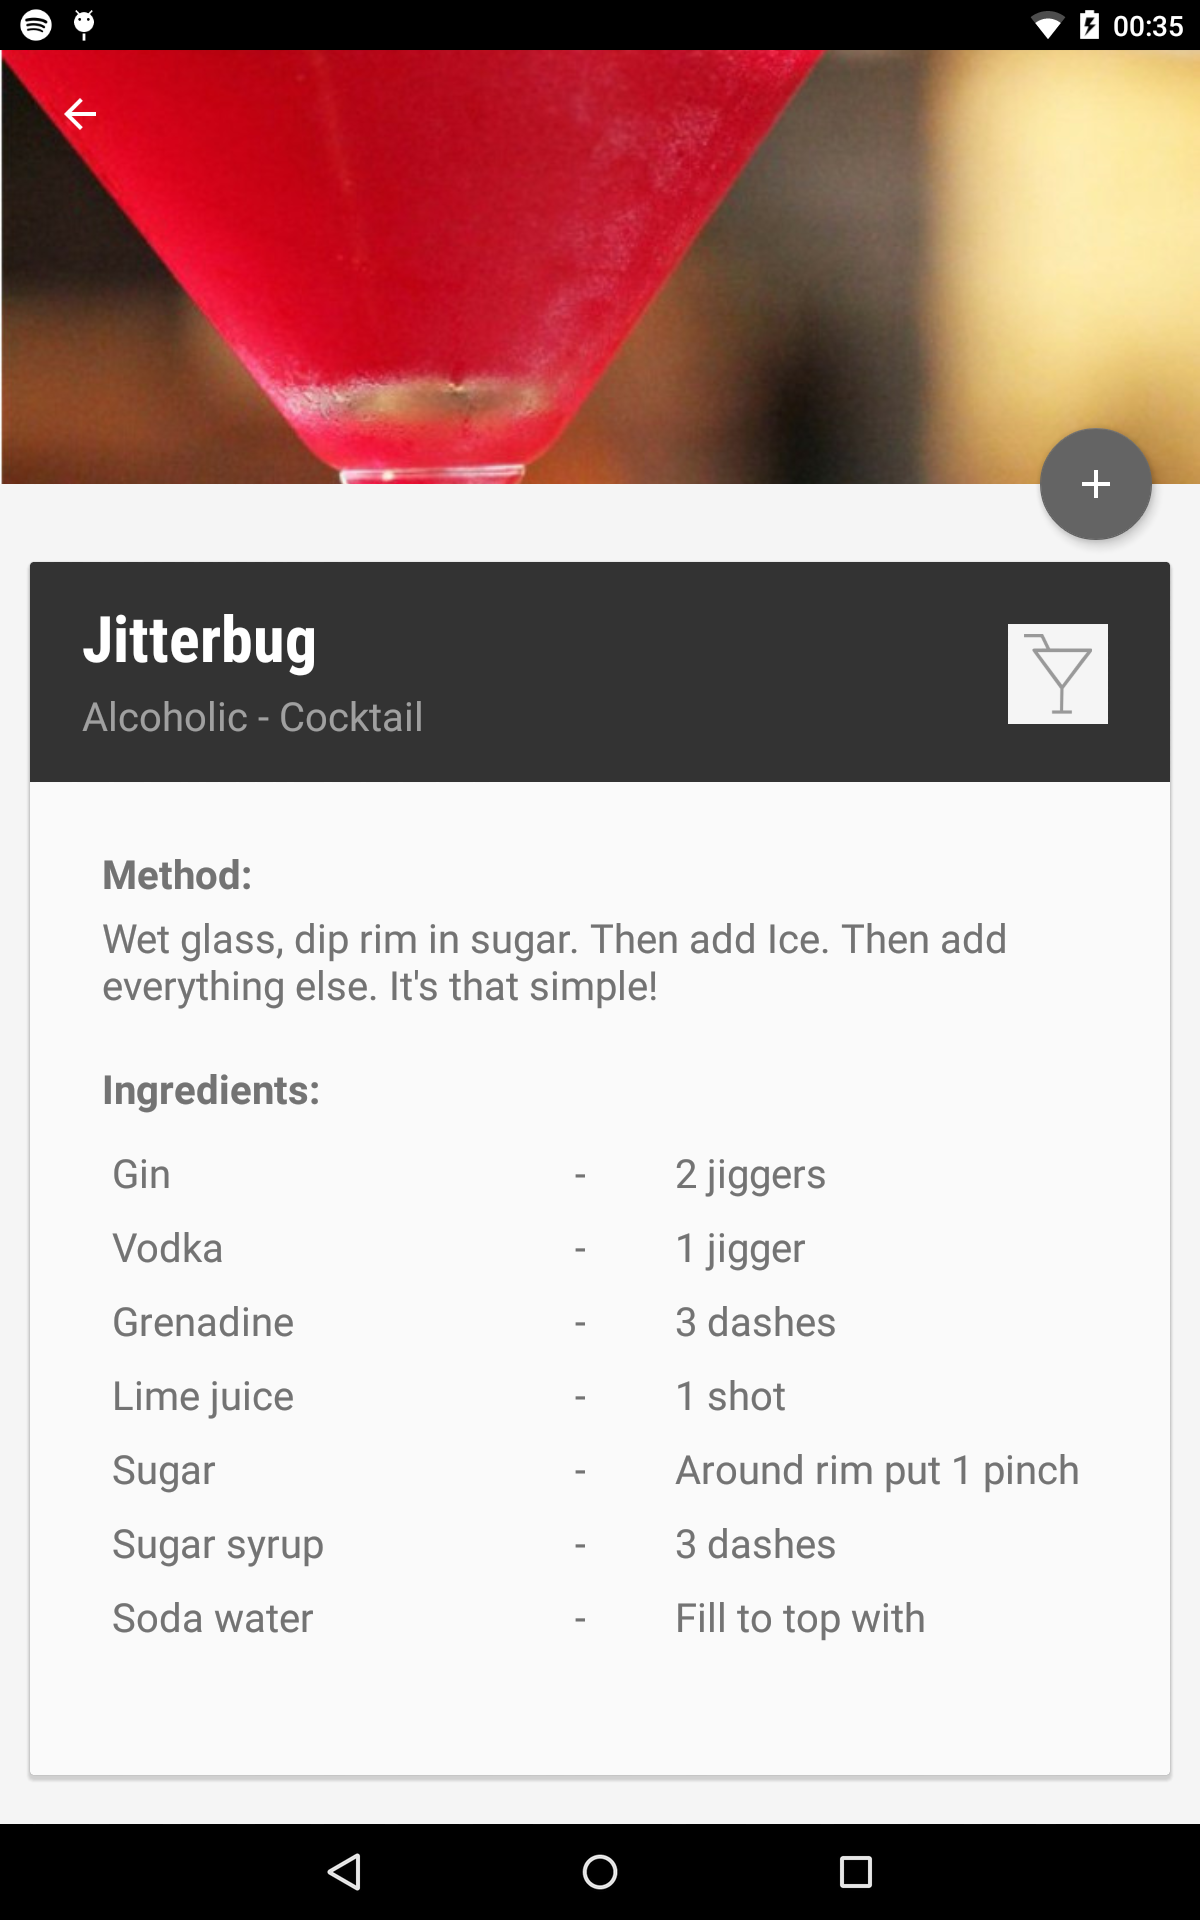 00:35
Jitterbug
Alcoholic - Cocktail
Method:
Wet glass, dip rim in sugar. Then add Ice. Then add
everything else. It's that simple!
Ingredients:
Gin - 2 jiggers
Vodka - 1 jigger
Grenadine - 3 dashes
Lime juice - 1 shot
Sugar - Around rim put 1 pinch
Sugar syrup - 3 dashes
Soda water - Fill to top with